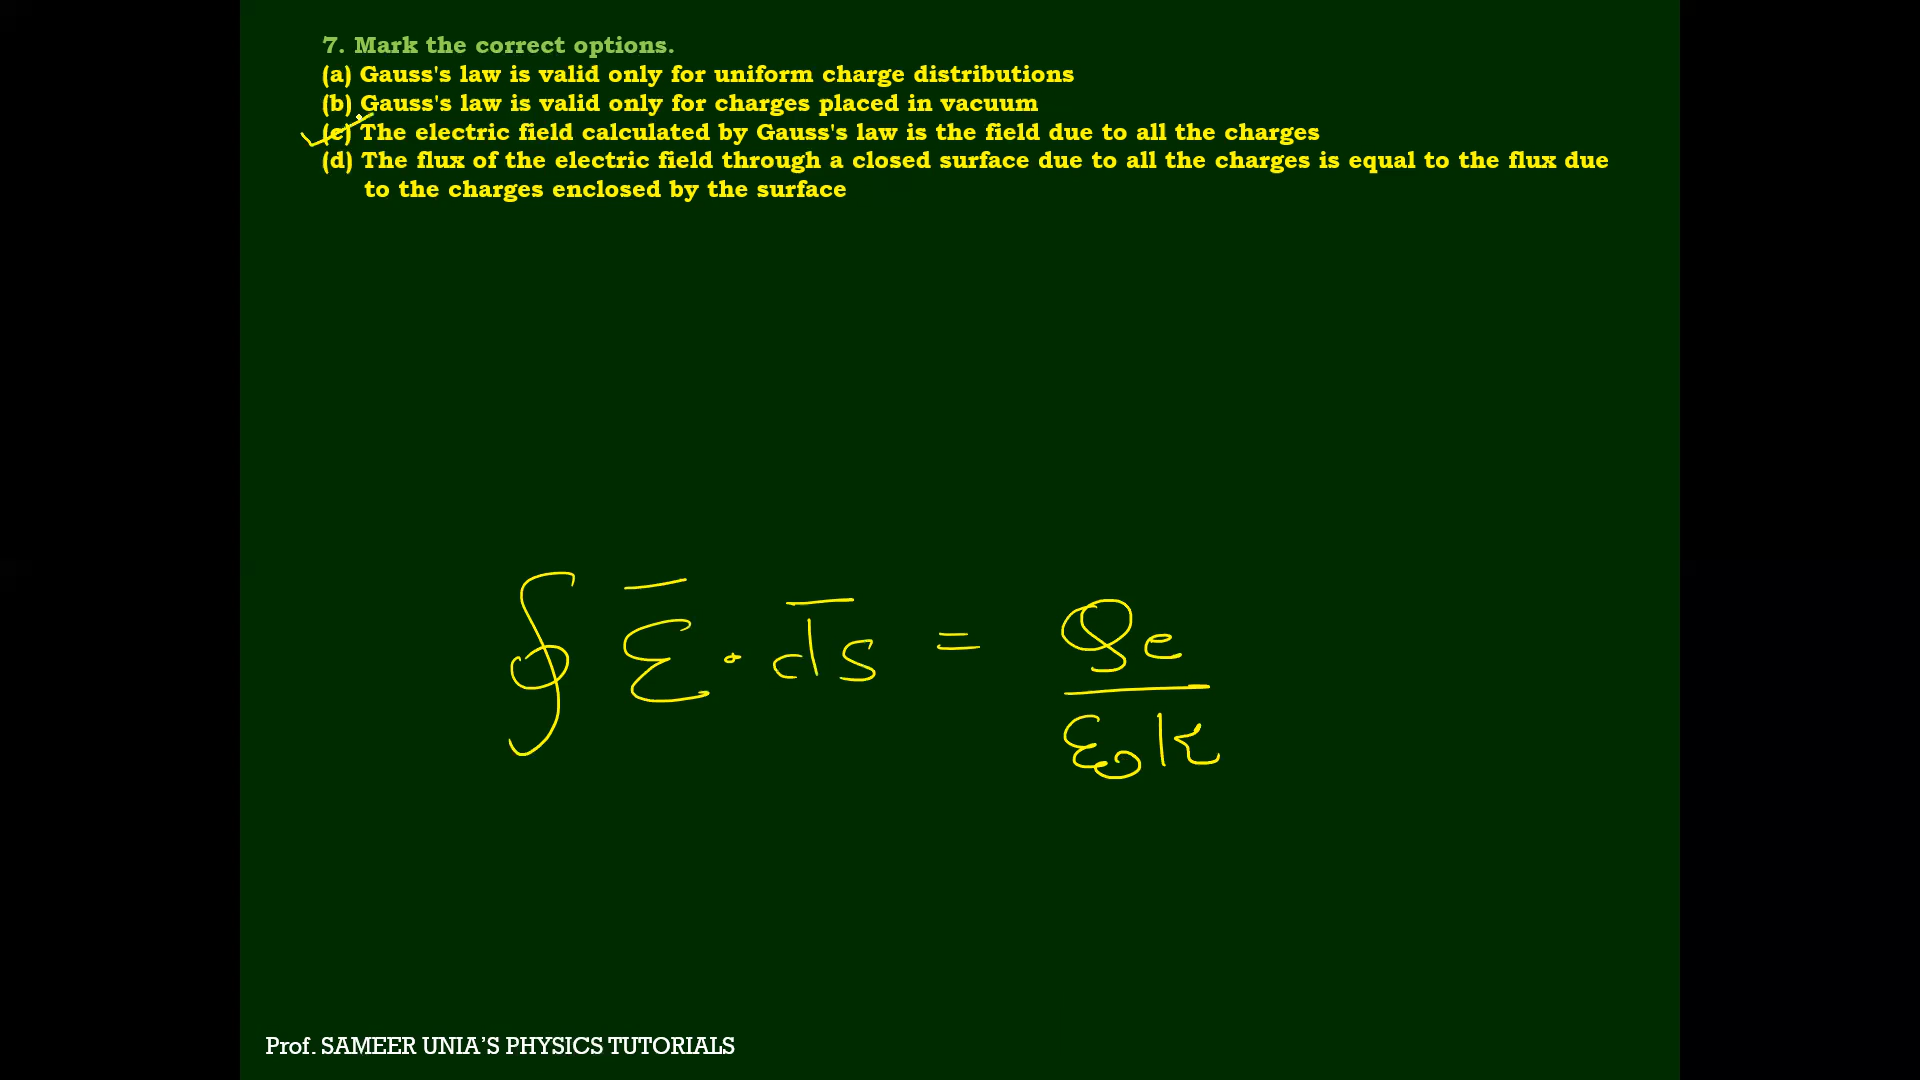 7. Mark the correct options.
(a) Gauss's law is valid only for uniform charge distributions
(b) Gauss's law is valid only for charges placed in vacuum
(c) The electric field calculated by Gauss's law is the field due to all the charges
(d) The flux of the electric field through a closed surface due to all the charges is equal to the flux due
to the charges enclosed by the surface
∮ Ē · d̅s̅ = Qe / ε₀k
Prof. SAMEER UNIA’S PHYSICS TUTORIALS